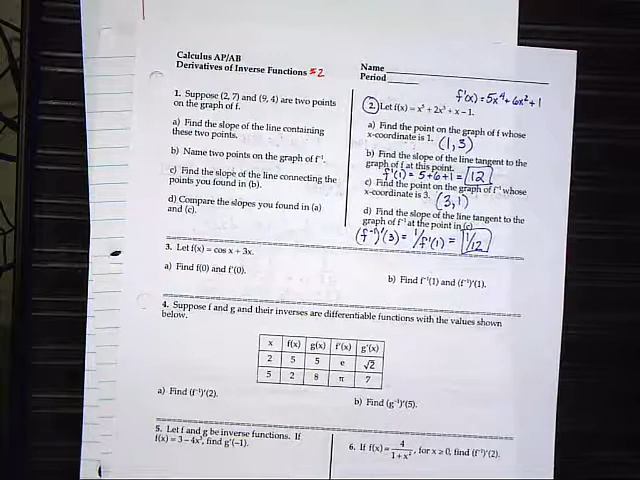 Calculus AP/AB
Derivatives of Inverse Functions #2
Name
Period
1. Suppose (2, 7) and (9, 4) are two points
on the graph of f.
a) Find the slope of the line containing
these two points.
b) Name two points on the graph of f⁻¹.
c) Find the slope of the line connecting the
points you found in (b).
d) Compare the slopes you found in (a)
and (c).
f'(x) = 5x⁴ + 6x² + 1
2. Let f(x) = x⁵ + 2x³ + x − 1.
a) Find the point on the graph of f whose
x-coordinate is 1. (1, 3)
b) Find the slope of the line tangent to the
graph of f at this point.
f'(1) = 5 + 6 + 1 = 12
c) Find the point on the graph of f⁻¹ whose
x-coordinate is 3. (3, 1)
d) Find the slope of the line tangent to the
graph of f⁻¹ at the point in (c).
(f⁻¹)'(3) = 1/f'(1) = 1/12
3. Let f(x) = cos x + 3x.
a) Find f(0) and f'(0).
b) Find f⁻¹(1) and (f⁻¹)'(1).
4. Suppose f and g and their inverses are differentiable functions with the values shown
below.
x f(x) g(x) f'(x) g'(x)
2 5 5 e √2
5 2 8 π 7
a) Find (f⁻¹)'(2).
b) Find (g⁻¹)'(5).
5. Let f and g be inverse functions. If
f(x) = 3 − 4x³, find g'(−1).
6. If f(x) = 4/(1 + x²), for x ≥ 0, find (f⁻¹)'(2).